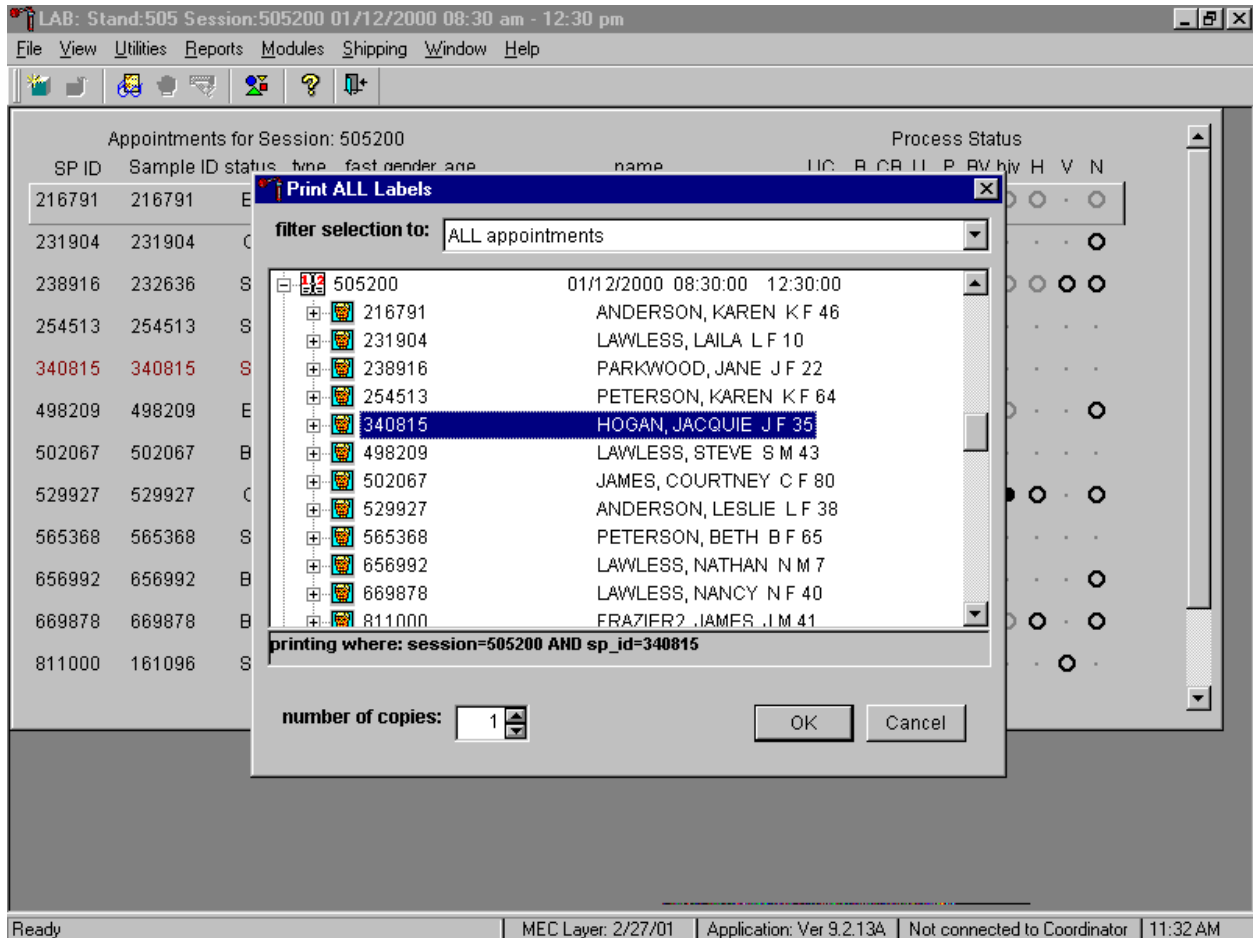 LAB: Stand:505 Session:505200 01/12/2000 08:30 am - 12:30 pm
File View Utilities Reports Modules Shipping Window Help
Appointments for Session: 505200 Process Status
SP ID Sample ID status type fast gender age name UC B CB U P BV hiv H V N
Print ALL Labels
216791 216791 E
filter selection to: ALL appointments
231904 231904
238916 232636 S
505200 01/12/2000 08:30:00 12:30:00
216791 ANDERSON, KAREN K F 46
254513 254513 S
231904 LAWLESS, LAILA L F 10
340815 340815 S
238916 PARKWOOD, JANE J F 22
254513 PETERSON, KAREN K F 64
498209 498209 E
340815 HOGAN, JACQUIE J F 35
502067 502067 B
498209 LAWLESS, STEVE S M 43
502067 JAMES, COURTNEY C F 80
529927 529927
529927 ANDERSON, LESLIE L F 38
565368 565368 S
565368 PETERSON, BETH B F 65
656992 656992 B
656992 LAWLESS, NATHAN N M 7
669878 LAWLESS, NANCY N F 40
669878 669878 B
811000 FRAZIER2, JAMES J M 41
printing where: session=505200 AND sp_id=340815
811000 161096 S
number of copies: 1
OK Cancel
Ready MEC Layer: 2/27/01 Application: Ver 9.2.13A Not connected to Coordinator 11:32 AM